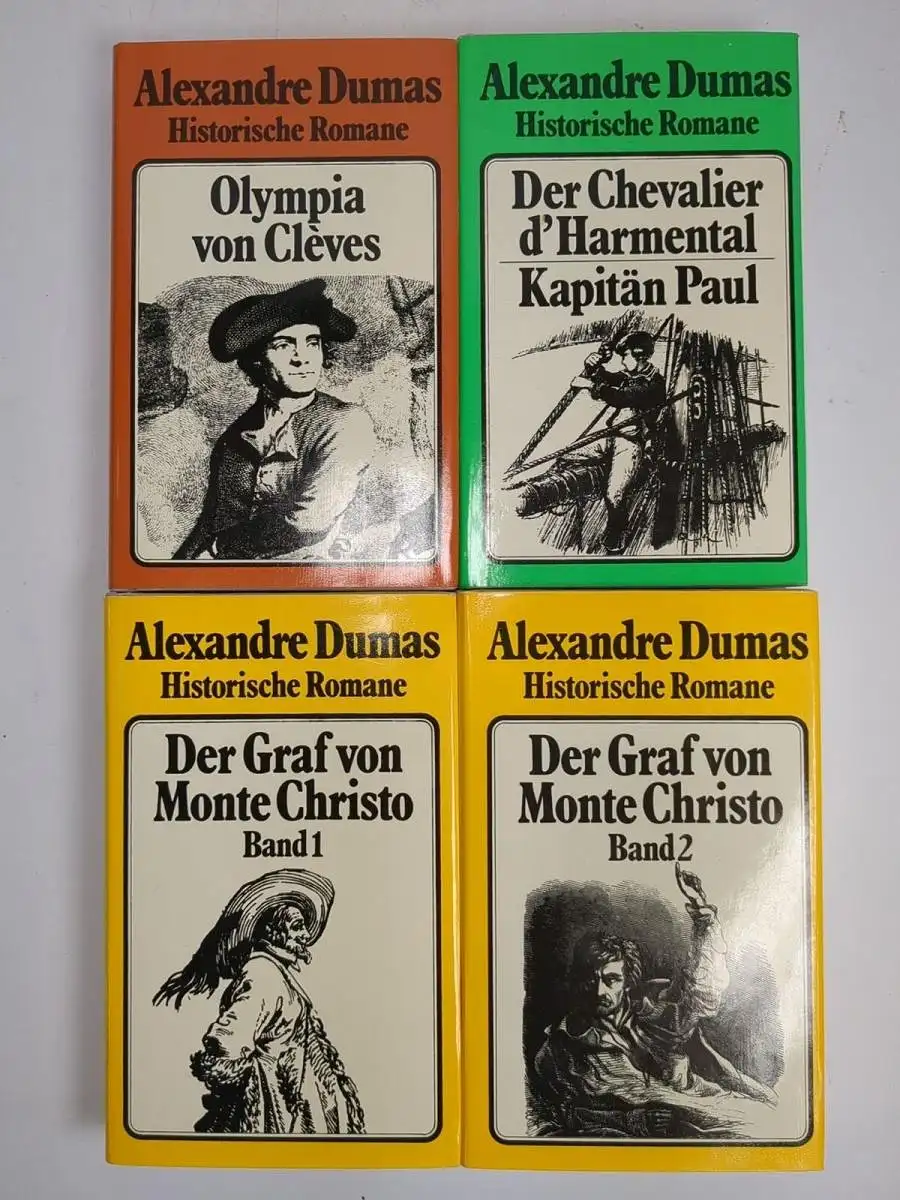 Alexandre Dumas
Historische Romane
Olympia
von Clèves
Alexandre Dumas
Historische Romane
Der Chevalier
d'Harmental
Kapitän Paul
Alexandre Dumas
Historische Romane
Der Graf von
Monte Christo
Band 1
Alexandre Dumas
Historische Romane
Der Graf von
Monte Christo
Band 2